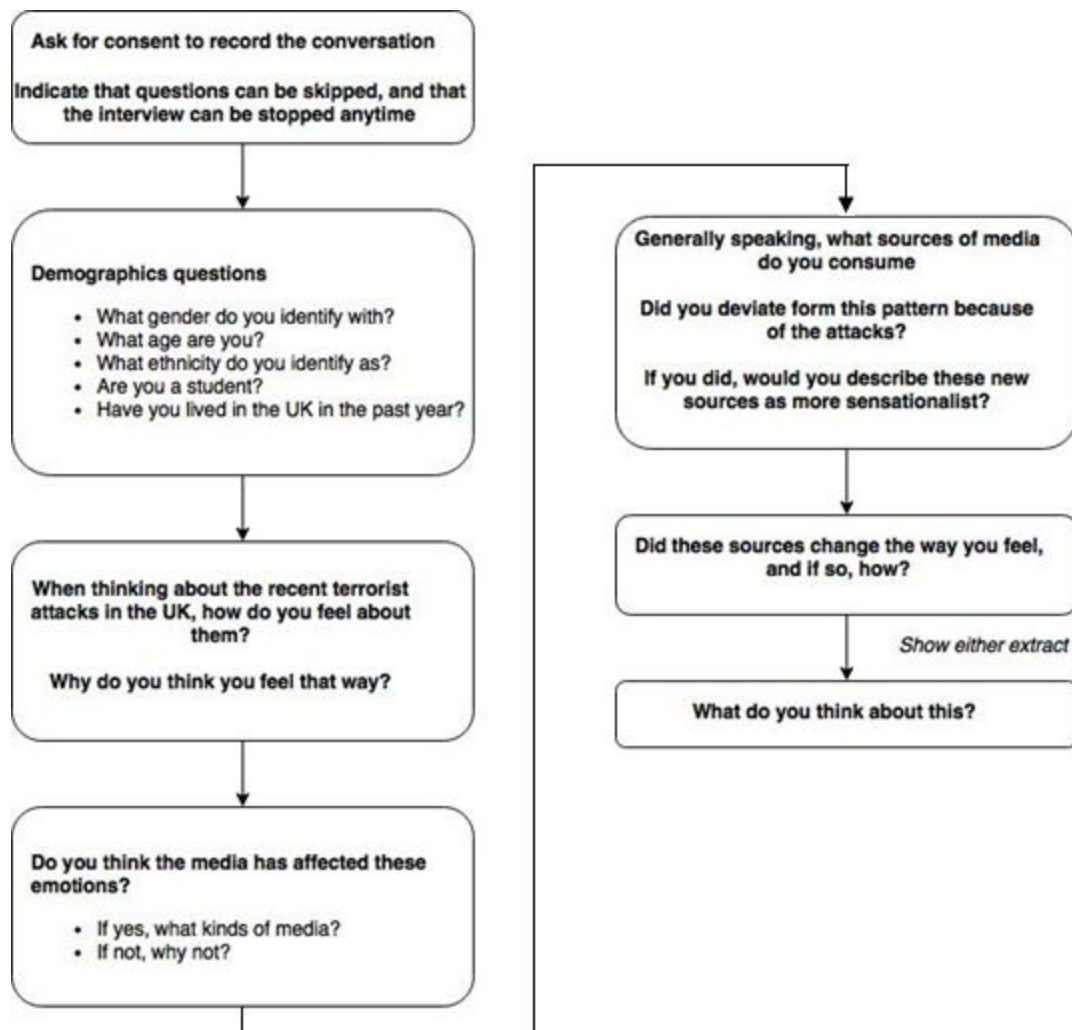 Ask for consent to record the conversation
Indicate that questions can be skipped, and that
the interview can be stopped anytime
Demographics questions
• What gender do you identify with?
• What age are you?
• What ethnicity do you identify as?
• Are you a student?
• Have you lived in the UK in the past year?
When thinking about the recent terrorist
attacks in the UK, how do you feel about
them?
Why do you think you feel that way?
Do you think the media has affected these
emotions?
• If yes, what kinds of media?
• If not, why not?
Generally speaking, what sources of media
do you consume
Did you deviate form this pattern because
of the attacks?
If you did, would you describe these new
sources as more sensationalist?
Did these sources change the way you feel,
and if so, how?
Show either extract
What do you think about this?